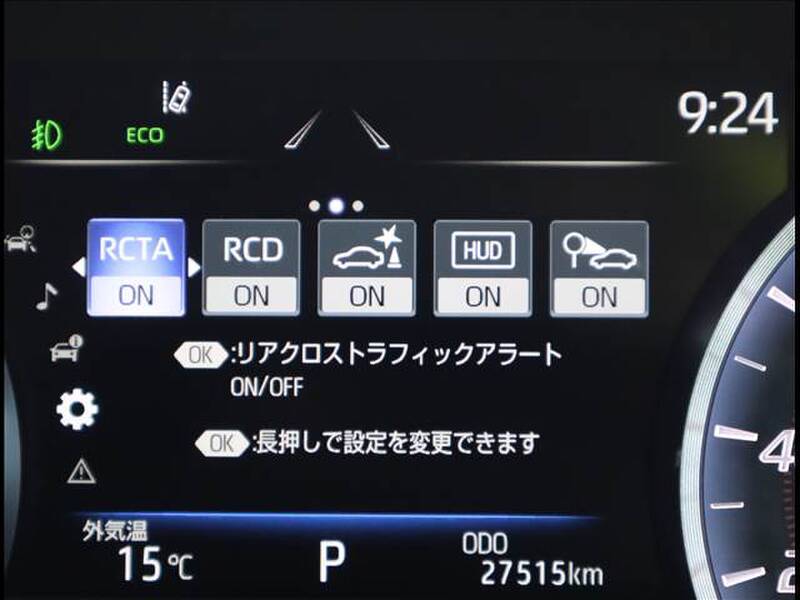 9:24
ECO
RCTA
ON
RCD
ON
ON
HUD
ON
ON
OK :リアクロストラフィックアラート
ON/OFF
OK :長押しで設定を変更できます
外気温
15℃
P
ODO
27515km
4